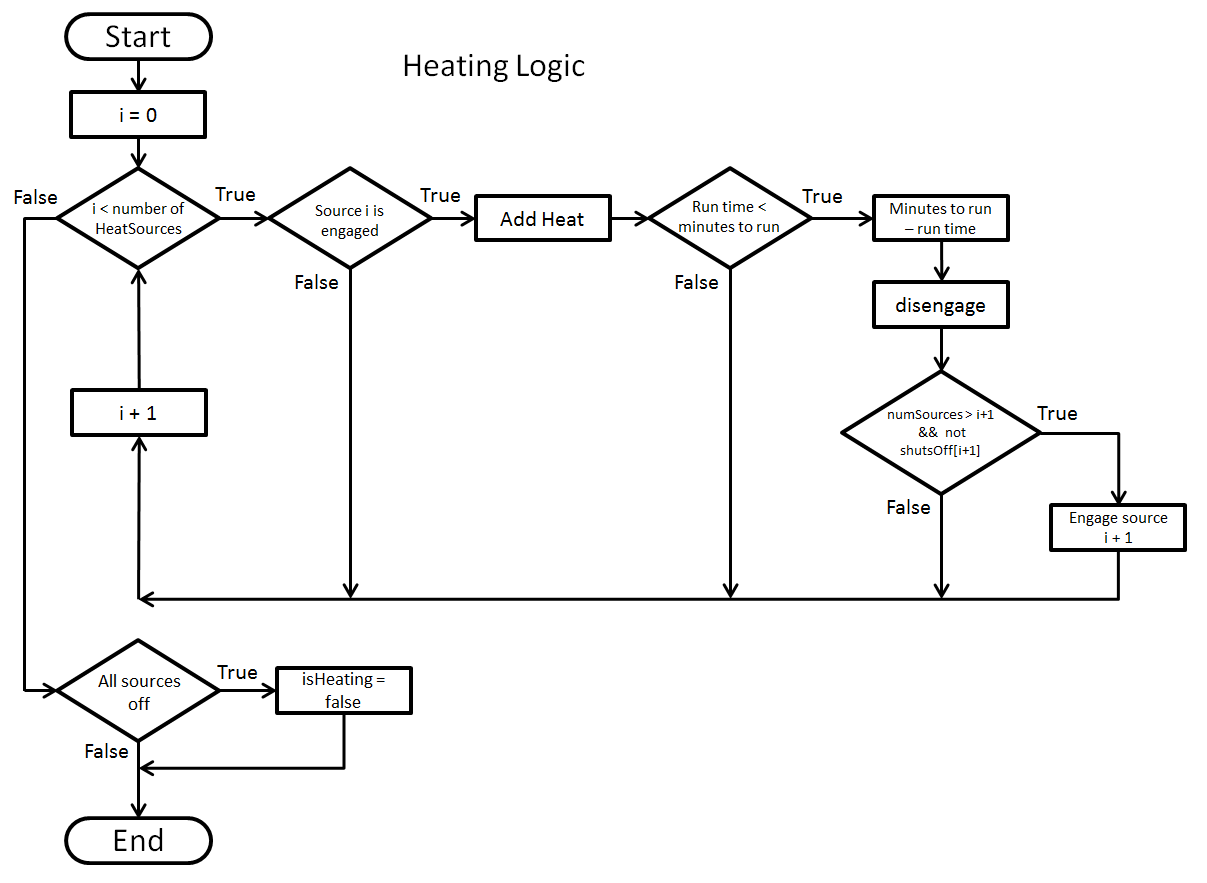 Start
Heating Logic
i = 0
False
True
i < number of
HeatSources
Source i is
engaged
True
False
Add Heat
Run time <
minutes to run
True
False
Minutes to run
– run time
disengage
numSources > i+1
&& not
shutsOff[i+1]
True
False
Engage source
i + 1
i + 1
All sources
off
True
False
isHeating =
false
End